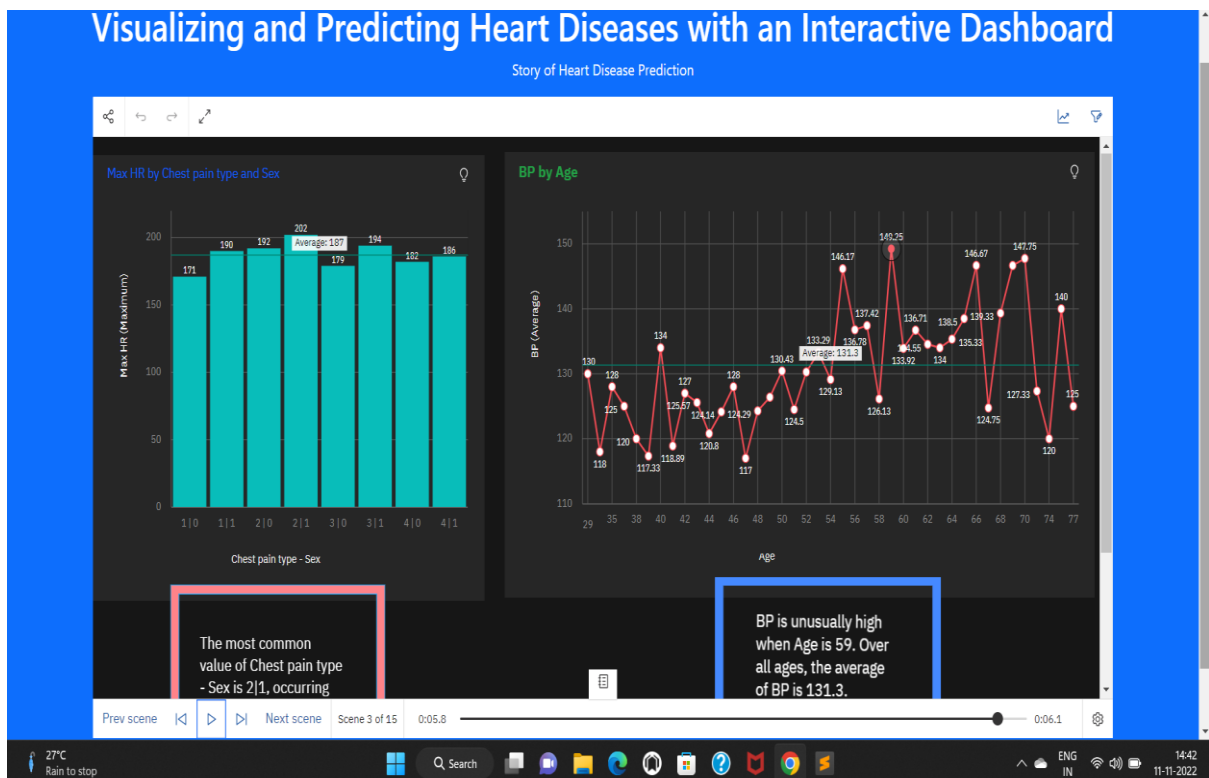 Visualizing and Predicting Heart Diseases with an Interactive Dashboard
Story of Heart Disease Prediction
Max HR by Chest pain type and Sex
Max HR (Maximum)
200
150
100
50
0
171
190
192
202
Average: 187
179
194
182
186
1|0 1|1 2|0 2|1 3|0 3|1 4|0 4|1
Chest pain type - Sex
BP by Age
BP (Average)
150
140
130
120
110
130
118
128
125
120
117.33
134
118.89
127
125.57
124.14
120.8
124.29
128
117
130.43
124.5
133.29
Average: 131.3
129.13
146.17
136.78
137.42
126.13
149.25
133.92
136.71
134.55
134
138.5
135.33
146.67
124.75
139.33
147.75
127.33
120
140
125
29 35 38 40 42 44 46 48 50 52 54 56 58 60 62 64 66 68 70 74 77
Age
The most common
value of Chest pain type
- Sex is 2|1, occurring
BP is unusually high
when Age is 59. Over
all ages, the average
of BP is 131.3.
Prev scene Next scene Scene 3 of 15 0:05.8 0:06.1
27°C
Rain to stop
Search
ENG
IN
14:42
11-11-2022